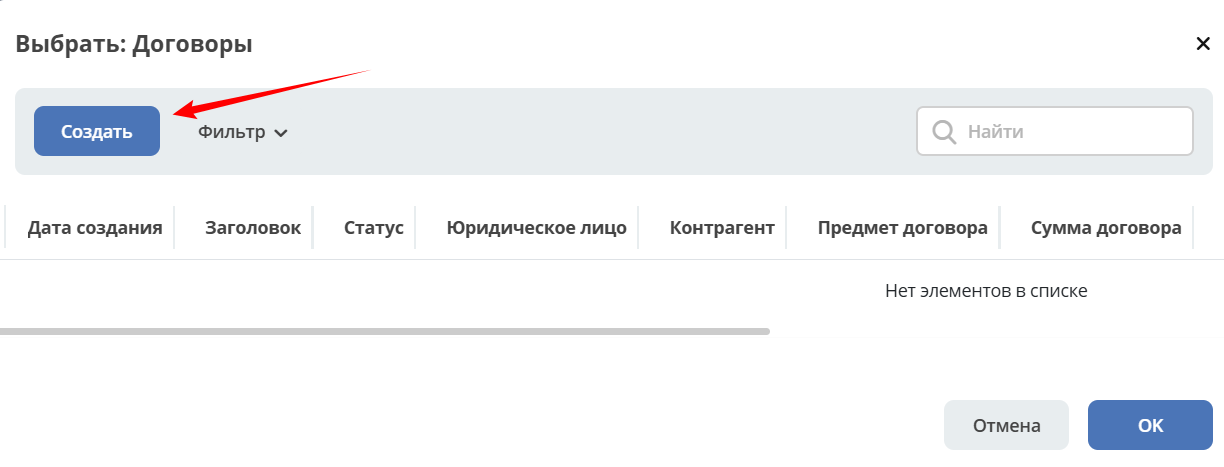 Выбрать: Договоры
Создать Фильтр Найти
Дата создания Заголовок Статус Юридическое лицо Контрагент Предмет договора Сумма договора
Нет элементов в списке
Отмена ОК